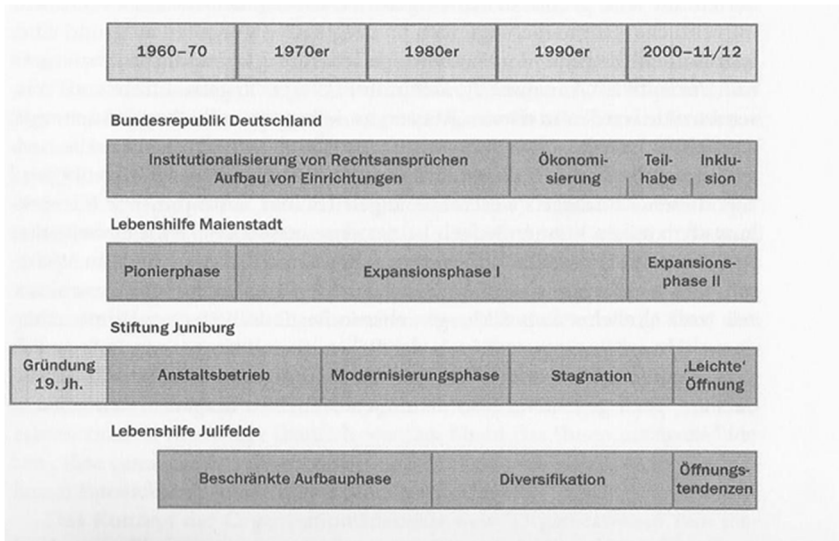 1960–70 1970er 1980er 1990er 2000–11/12
Bundesrepublik Deutschland
Institutionalisierung von Rechtsansprüchen Ökonomi- Teil- Inklu-
Aufbau von Einrichtungen sierung habe sion
Lebenshilfe Maienstadt
Pionierphase Expansionsphase I Expansions-
phase II
Stiftung Juniburg
Gründung Anstaltsbetrieb Modernisierungsphase Stagnation ‚Leichte‘
19. Jh. Öffnung
Lebenshilfe Julifelde
Beschränkte Aufbauphase Diversifikation Öffnungs-
tendenzen